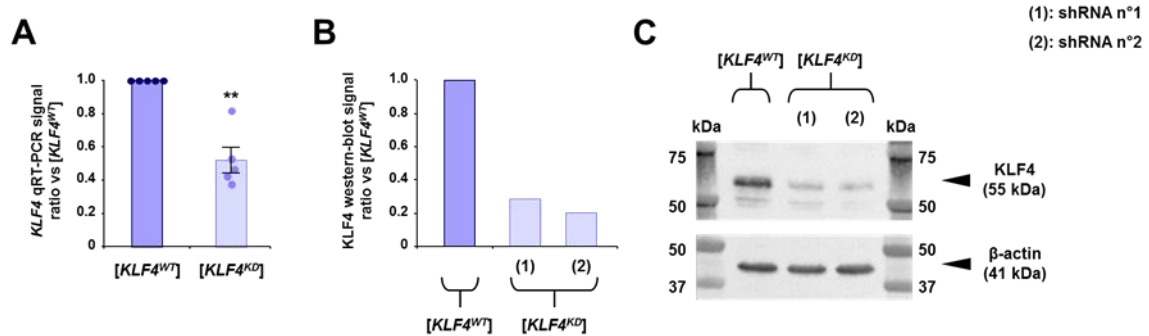 (1): shRNA n°1
(2): shRNA n°2
A
KLF4 qRT-PCR signal
ratio vs [KLF4WT]
1.0
0.8
0.6
0.4
0.2
0
**
[KLF4WT] [KLF4KD]
B
KLF4 western-blot signal
ratio vs [KLF4WT]
1.0
0.8
0.6
0.4
0.2
0
(1) (2)
[KLF4WT] [KLF4KD]
C
[KLF4WT] [KLF4KD]
(1) (2)
kDa kDa
75 75
50 50
KLF4
(55 kDa)
50 50
37 37
β-actin
(41 kDa)